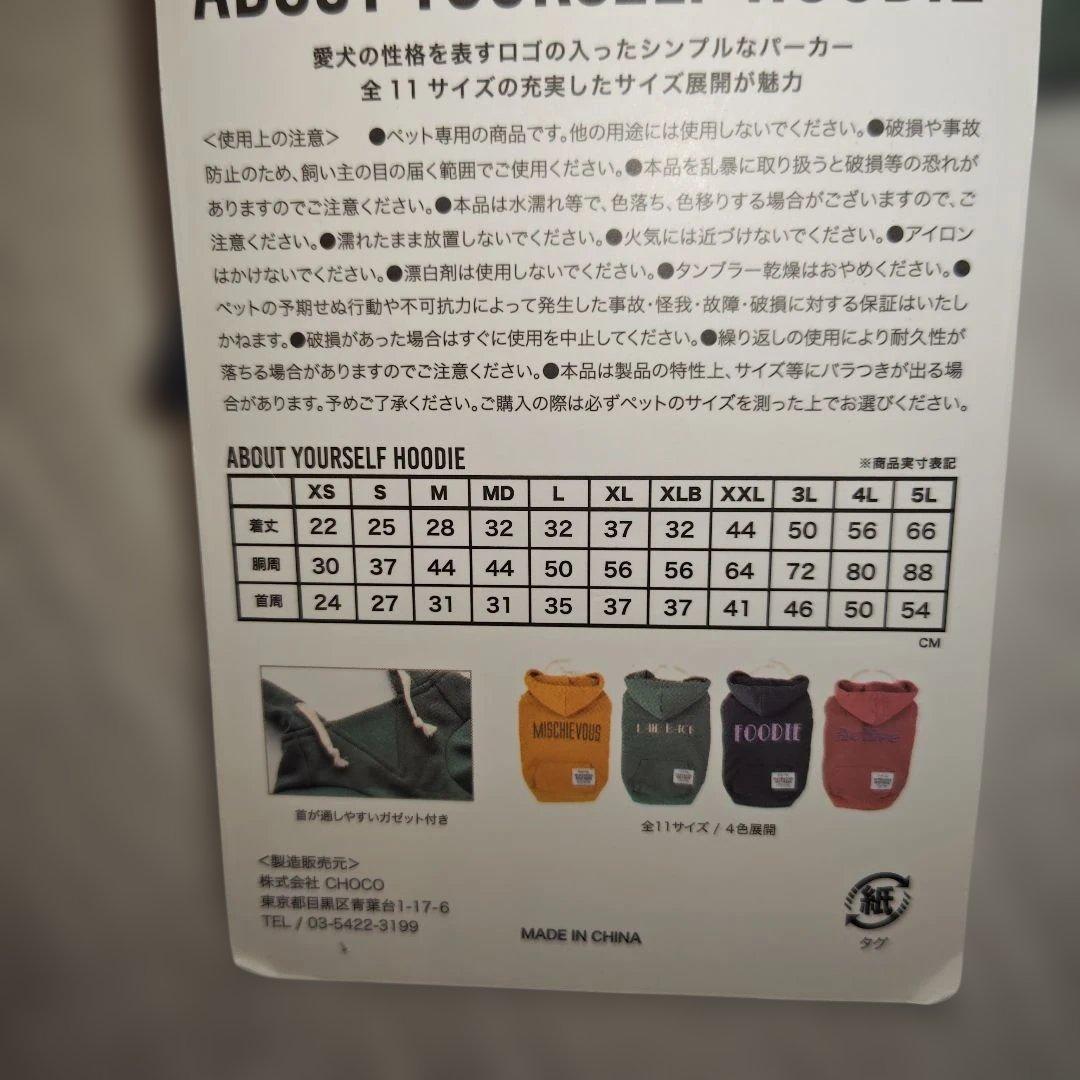 ABOUT YOURSELF HOODIE
愛犬の性格を表すロゴの入ったシンプルなパーカー
全11サイズの充実したサイズ展開が魅力
<使用上の注意> ●ペット専用の商品です。他の用途には使用しないでください。●破損や事故
防止のため、飼い主の目の届く範囲でご使用ください。●本品を乱暴に取り扱うと破損等の恐れが
ありますのでご注意ください。●本品は水濡れ等で、色落ち、色移りする場合がございますので、ご
注意ください。●濡れたまま放置しないでください。●火気には近づけないでください。●アイロン
はかけないでください。●漂白剤は使用しないでください。●タンブラー乾燥はおやめください。●
ペットの予期せぬ行動や不可抗力によって発生した事故・怪我・故障・破損に対する保証はいたし
かねます。●破損があった場合はすぐに使用を中止してください。●繰り返しの使用により耐久性が
落ちる場合がありますのでご注意ください。●本品は製品の特性上、サイズ等にバラつきが出る場
合があります。予めご了承ください。ご購入の際は必ずペットのサイズを測った上でお選びください。
ABOUT YOURSELF HOODIE ※商品実寸表記
XS S M MD L XL XLB XXL 3L 4L 5L
着丈 22 25 28 32 32 37 32 44 50 56 66
胴周 30 37 44 44 50 56 56 64 72 80 88
首周 24 27 31 31 35 37 37 41 46 50 54
CM
MISCHIEVOUS
FOODIE
首が通しやすいガゼット付き
全11サイズ / 4色展開
<製造販売元>
株式会社 CHOCO
東京都目黒区青葉台1-17-6
TEL / 03-5422-3199
MADE IN CHINA
紙
タグ